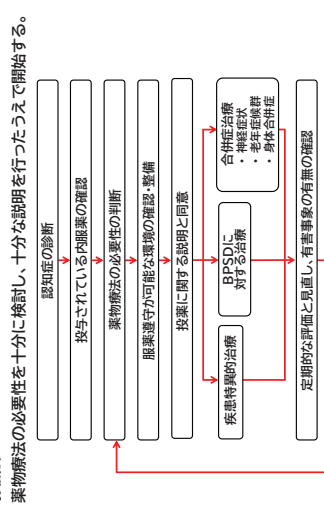 薬物療法の必要性を十分に検討し、十分な説明を行ったうえで開始する。
認知症の診断
投与されている内服薬の確認
薬物療法の必要性の判断
服薬遵守が可能な環境の確認・整備
投薬に関する説明と同意
疾患特異的治療
BPSDに
対する治療
合併症治療
・神経症状
・老年症候群
・身体合併症
定期的な評価と見直し、有害事象の有無の確認